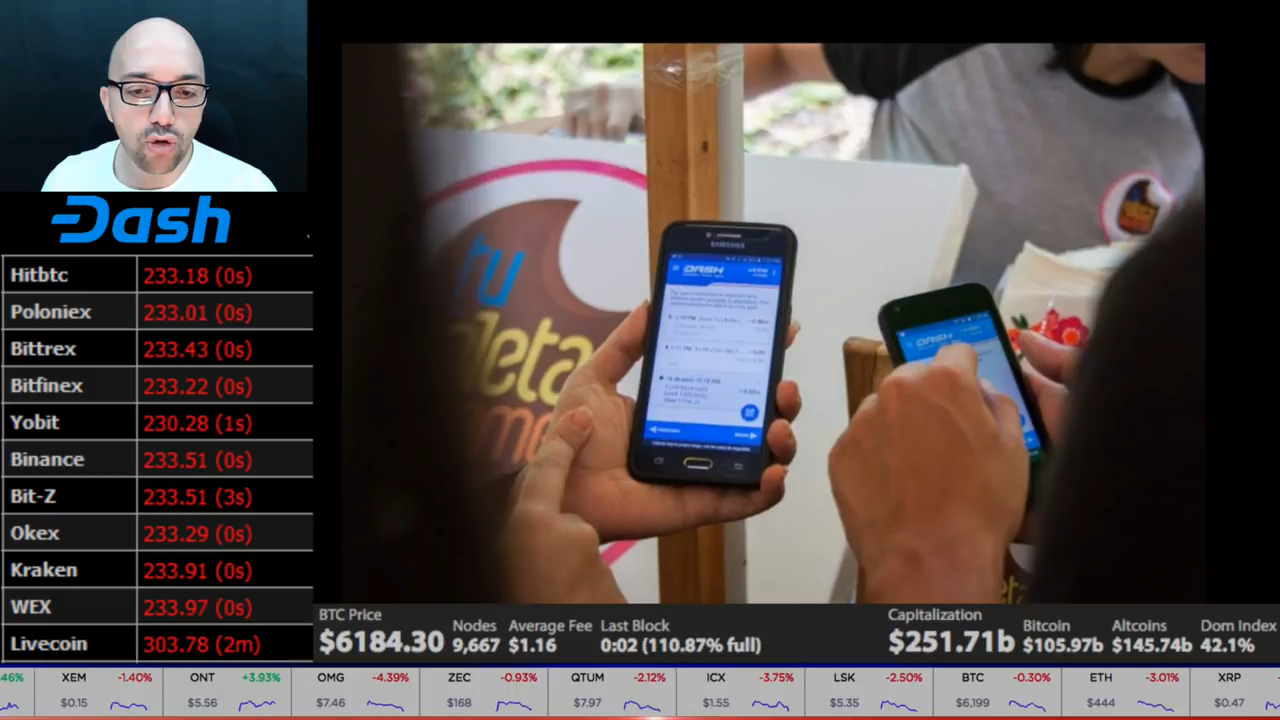 Dash
Hitbtc 233.18 (0s)
Poloniex 233.01 (0s)
Bittrex 233.43 (0s)
Bitfinex 233.22 (0s)
Yobit 230.28 (1s)
Binance 233.51 (0s)
Bit-Z 233.51 (3s)
Okex 233.29 (0s)
Kraken 233.91 (0s)
WEX 233.97 (0s)
Livecoin 303.78 (2m)
tu
SAMSUNG
DASH
DASH
BTC Price
$6184.30
Nodes
9,667
Average Fee
$1.16
Last Block
0:02 (110.87% full)
Capitalization
$251.71b
Bitcoin
$105.97b
Altcoins
$145.74b
Dom Index
42.1%
46% XEM -1.40% ONT +3.93% OMG -4.39% ZEC -0.93% QTUM -2.12% ICX -3.75% LSK -2.50% BTC -0.30% ETH -3.01% XRP
$0.15 $5.56 $7.46 $168 $7.97 $1.55 $5.35 $6,199 $444 $0.47